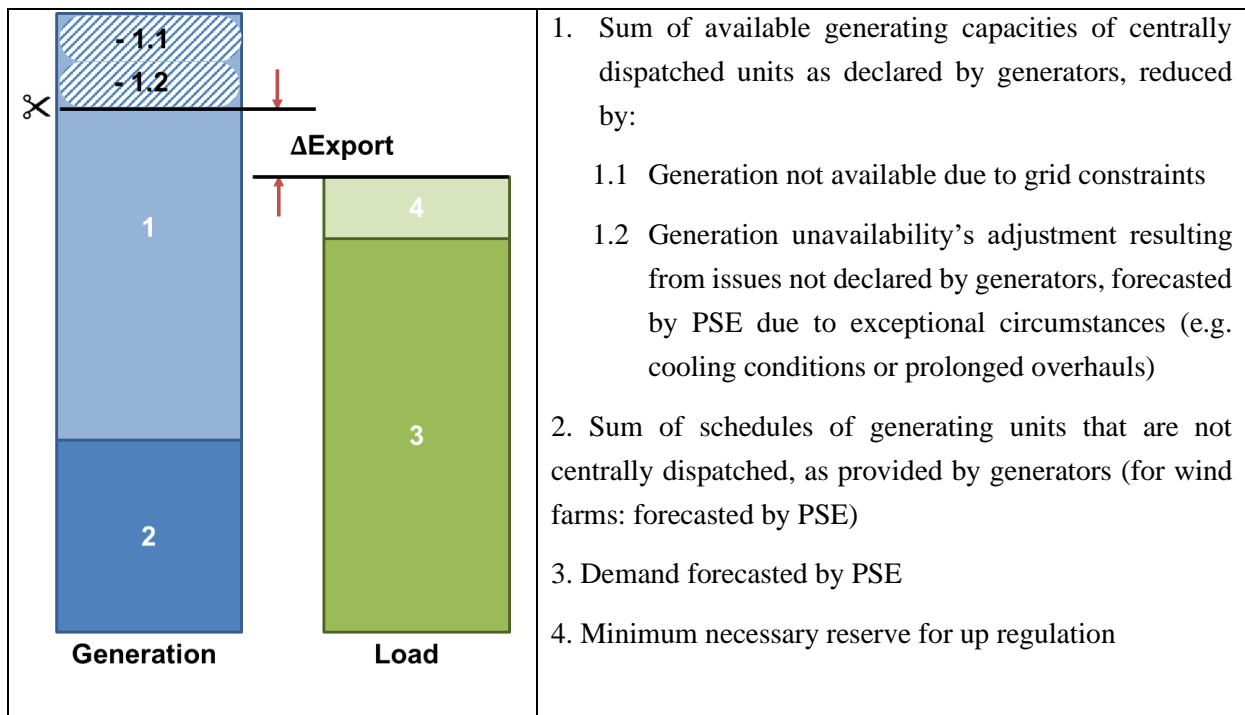 - 1.1
- 1.2
ΔExport
4
1
3
2
Generation
Load
1. Sum of available generating capacities of centrally
dispatched units as declared by generators, reduced
by:
1.1 Generation not available due to grid constraints
1.2 Generation unavailability’s adjustment resulting
from issues not declared by generators, forecasted
by PSE due to exceptional circumstances (e.g.
cooling conditions or prolonged overhauls)
2. Sum of schedules of generating units that are not
centrally dispatched, as provided by generators (for wind
farms: forecasted by PSE)
3. Demand forecasted by PSE
4. Minimum necessary reserve for up regulation